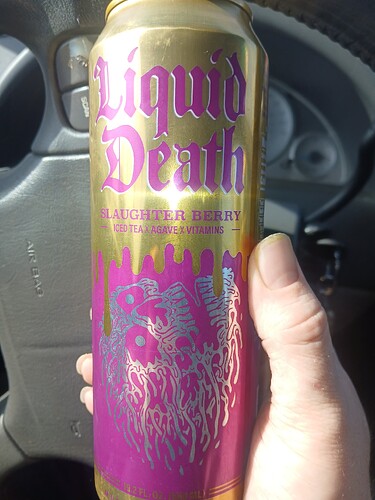 Liquid
Death
SLAUGHTER BERRY
ICED TEA X AGAVE X VITAMINS
AIR BAG